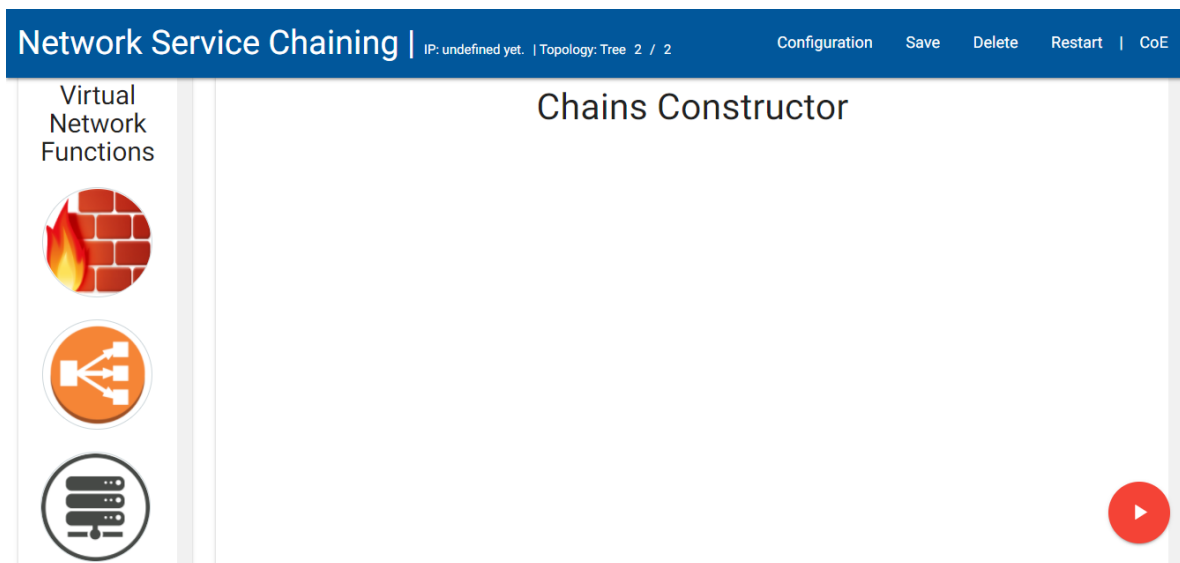 Network Service Chaining | IP: undefined yet. | Topology: Tree 2 / 2 Configuration Save Delete Restart | CoE
Virtual
Network
Functions
Chains Constructor